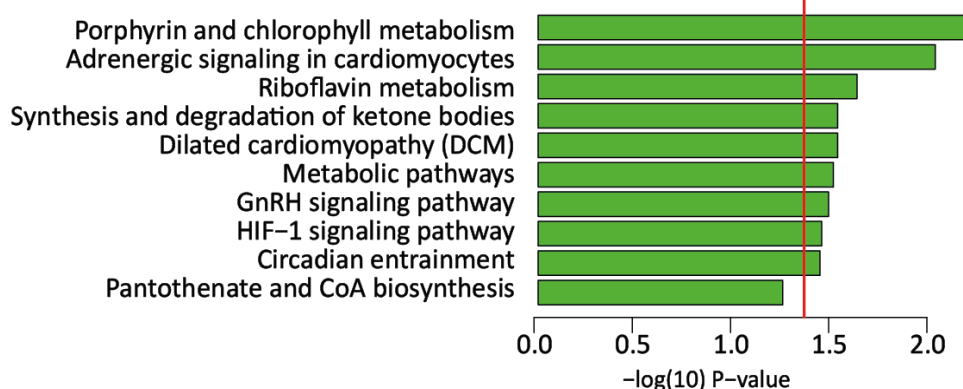 Porphyrin and chlorophyll metabolism
Adrenergic signaling in cardiomyocytes
Riboflavin metabolism
Synthesis and degradation of ketone bodies
Dilated cardiomyopathy (DCM)
Metabolic pathways
GnRH signaling pathway
HIF−1 signaling pathway
Circadian entrainment
Pantothenate and CoA biosynthesis
0.0 0.5 1.0 1.5 2.0
−log(10) P−value